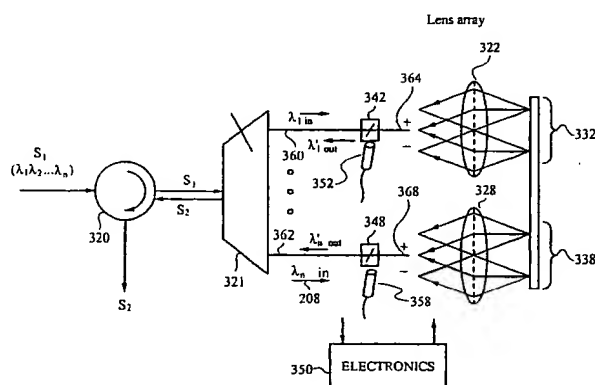 Lens array
322
342
364
λ1 in
λ'1 out
360
+
−
332
352
S1
(λ1λ2...λn)
S1
S2
320
328
368
348
λ'n out
362
+
−
338
321
λn in
208
358
S2
350
ELECTRONICS